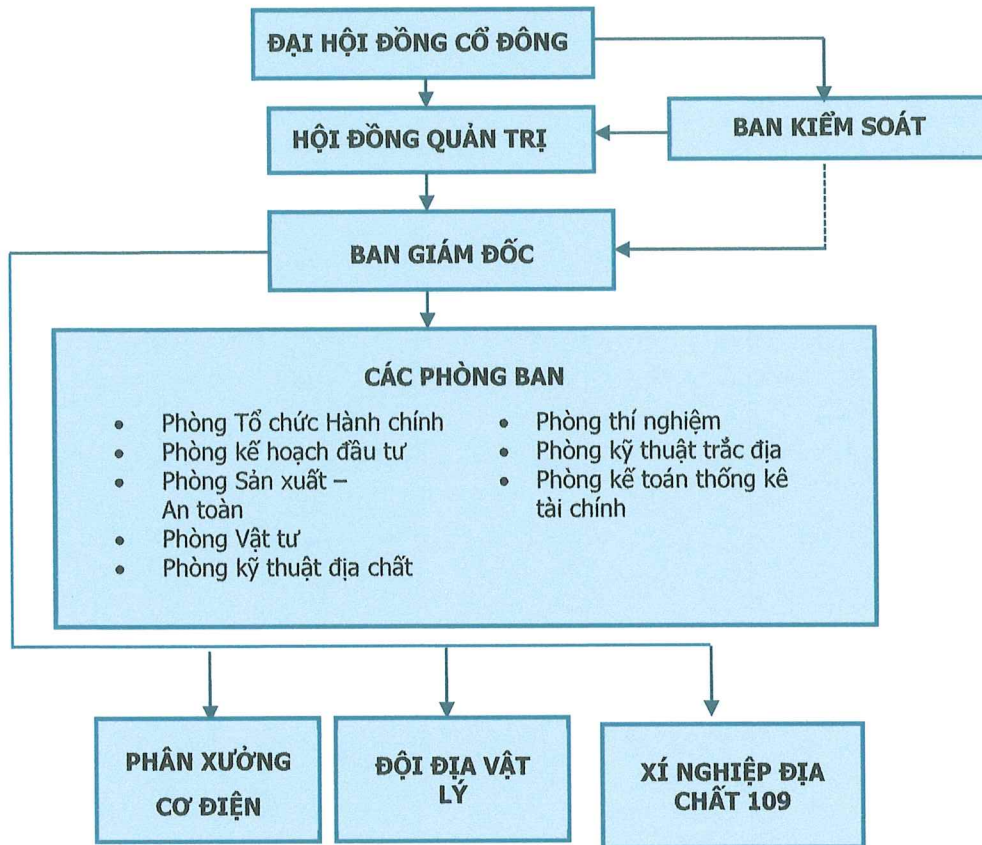 ĐẠI HỘI ĐỒNG CỔ ĐÔNG
HỘI ĐỒNG QUẢN TRỊ
BAN KIỂM SOÁT
BAN GIÁM ĐỐC
CÁC PHÒNG BAN
• Phòng Tổ chức Hành chính
• Phòng kế hoạch đầu tư
• Phòng Sản xuất –
An toàn
• Phòng Vật tư
• Phòng kỹ thuật địa chất
• Phòng thí nghiệm
• Phòng kỹ thuật trắc địa
• Phòng kế toán thống kê
tài chính
PHÂN XƯỞNG
CƠ ĐIỆN
ĐỘI ĐỊA VẬT
LÝ
XÍ NGHIỆP ĐỊA
CHẤT 109